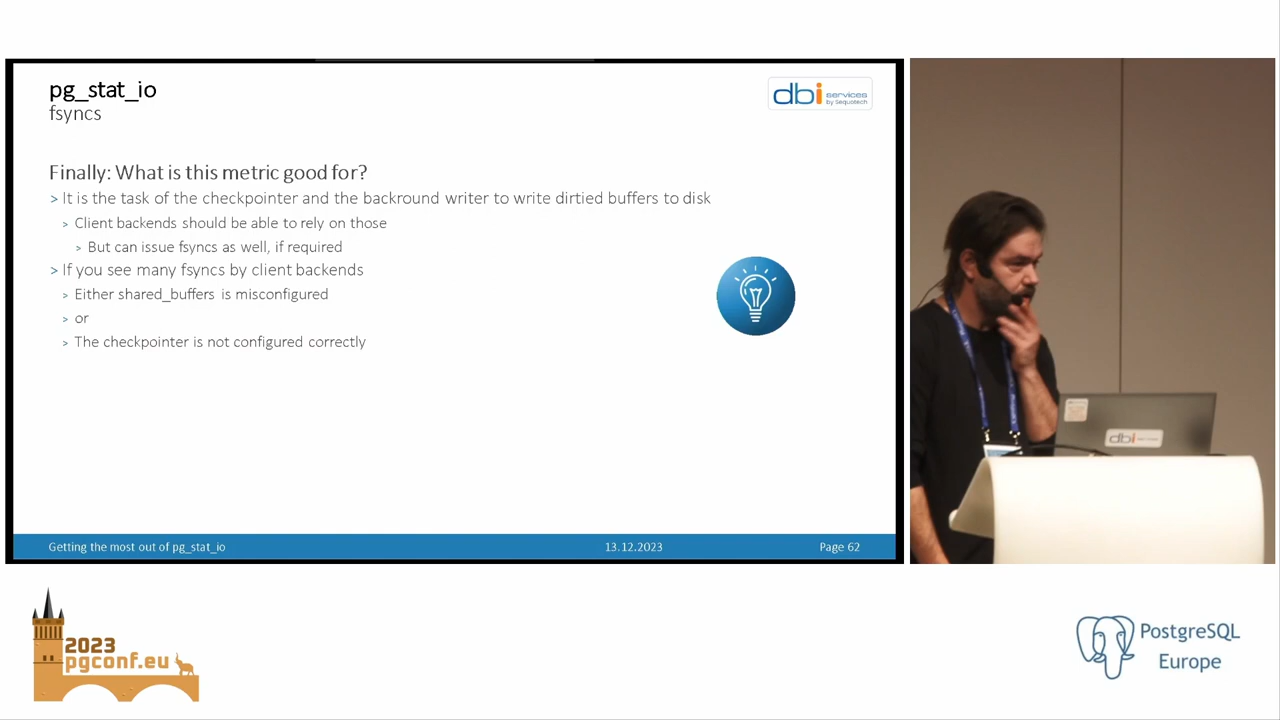 pg_stat_io
fsyncs
dbi services
by Sequotech
Finally: What is this metric good for?
> It is the task of the checkpointer and the backround writer to write dirtied buffers to disk
> Client backends should be able to rely on those
> But can issue fsyncs as well, if required
> If you see many fsyncs by client backends
> Either shared_buffers is misconfigured
> or
> The checkpointer is not configured correctly
Getting the most out of pg_stat_io 13.12.2023 Page 62
dbi
2023
pgconf.eu
PostgreSQL
Europe